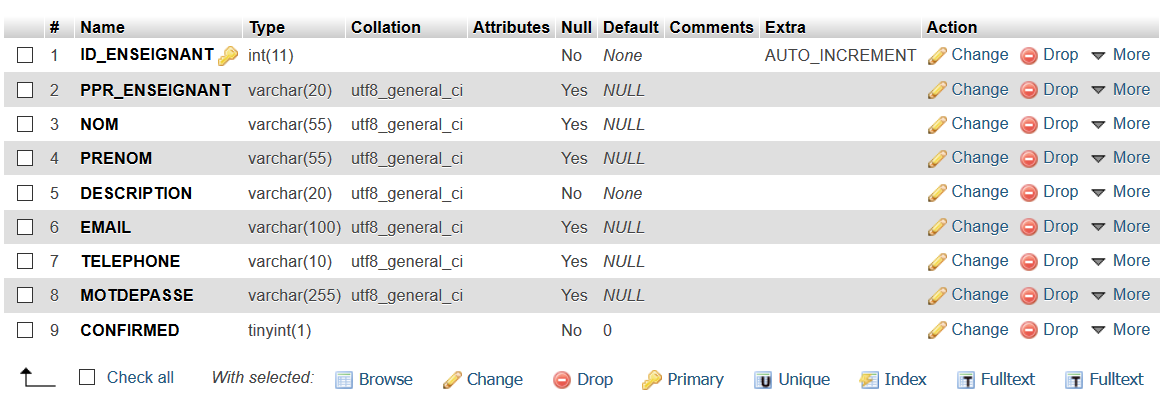 # Name Type Collation Attributes Null Default Comments Extra Action
1 ID_ENSEIGNANT int(11) No None AUTO_INCREMENT Change Drop More
2 PPR_ENSEIGNANT varchar(20) utf8_general_ci Yes NULL Change Drop More
3 NOM varchar(55) utf8_general_ci Yes NULL Change Drop More
4 PRENOM varchar(55) utf8_general_ci Yes NULL Change Drop More
5 DESCRIPTION varchar(20) utf8_general_ci No None Change Drop More
6 EMAIL varchar(100) utf8_general_ci Yes NULL Change Drop More
7 TELEPHONE varchar(10) utf8_general_ci Yes NULL Change Drop More
8 MOTDEPASSE varchar(255) utf8_general_ci Yes NULL Change Drop More
9 CONFIRMED tinyint(1) No 0 Change Drop More
Check all With selected: Browse Change Drop Primary U Unique Index T Fulltext T Fulltext